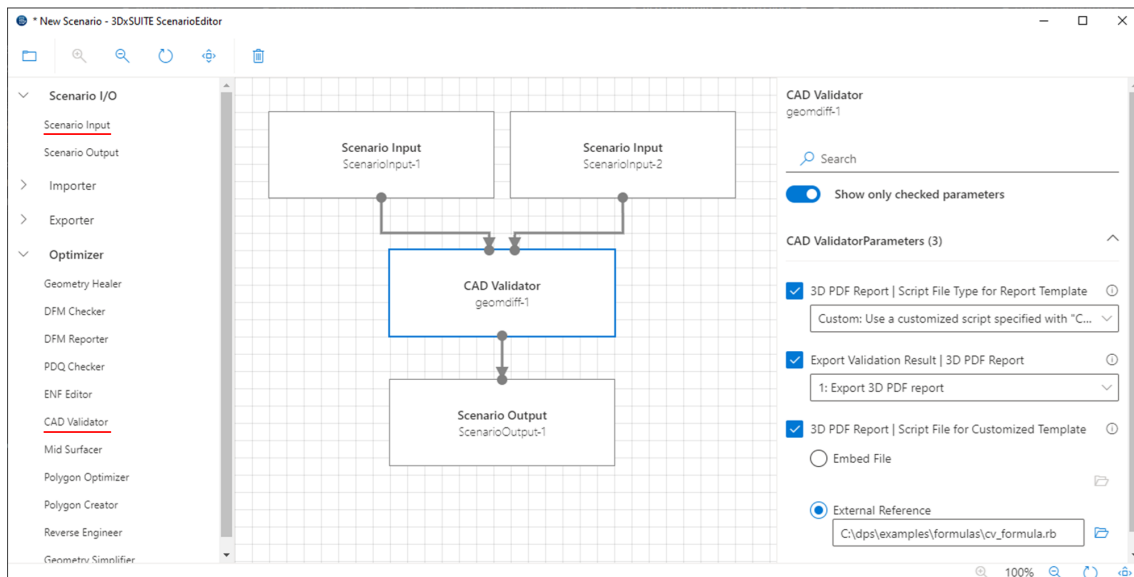 * New Scenario - 3DxSUITE ScenarioEditor
Scenario I/O
Scenario Input
Scenario Output
Importer
Exporter
Optimizer
Geometry Healer
DFM Checker
DFM Reporter
PDQ Checker
ENF Editor
CAD Validator
Mid Surfacer
Polygon Optimizer
Polygon Creator
Reverse Engineer
Geometry Simplifier
Scenario Input
ScenarioInput-1
Scenario Input
ScenarioInput-2
CAD Validator
geomdiff-1
Scenario Output
ScenarioOutput-1
CAD Validator
geomdiff-1
Search
Show only checked parameters
CAD ValidatorParameters (3)
3D PDF Report | Script File Type for Report Template
Custom: Use a customized script specified with "C...
Export Validation Result | 3D PDF Report
1: Export 3D PDF report
3D PDF Report | Script File for Customized Template
Embed File
External Reference
C:\dps\examples\formulas\cv_formula.rb
100%